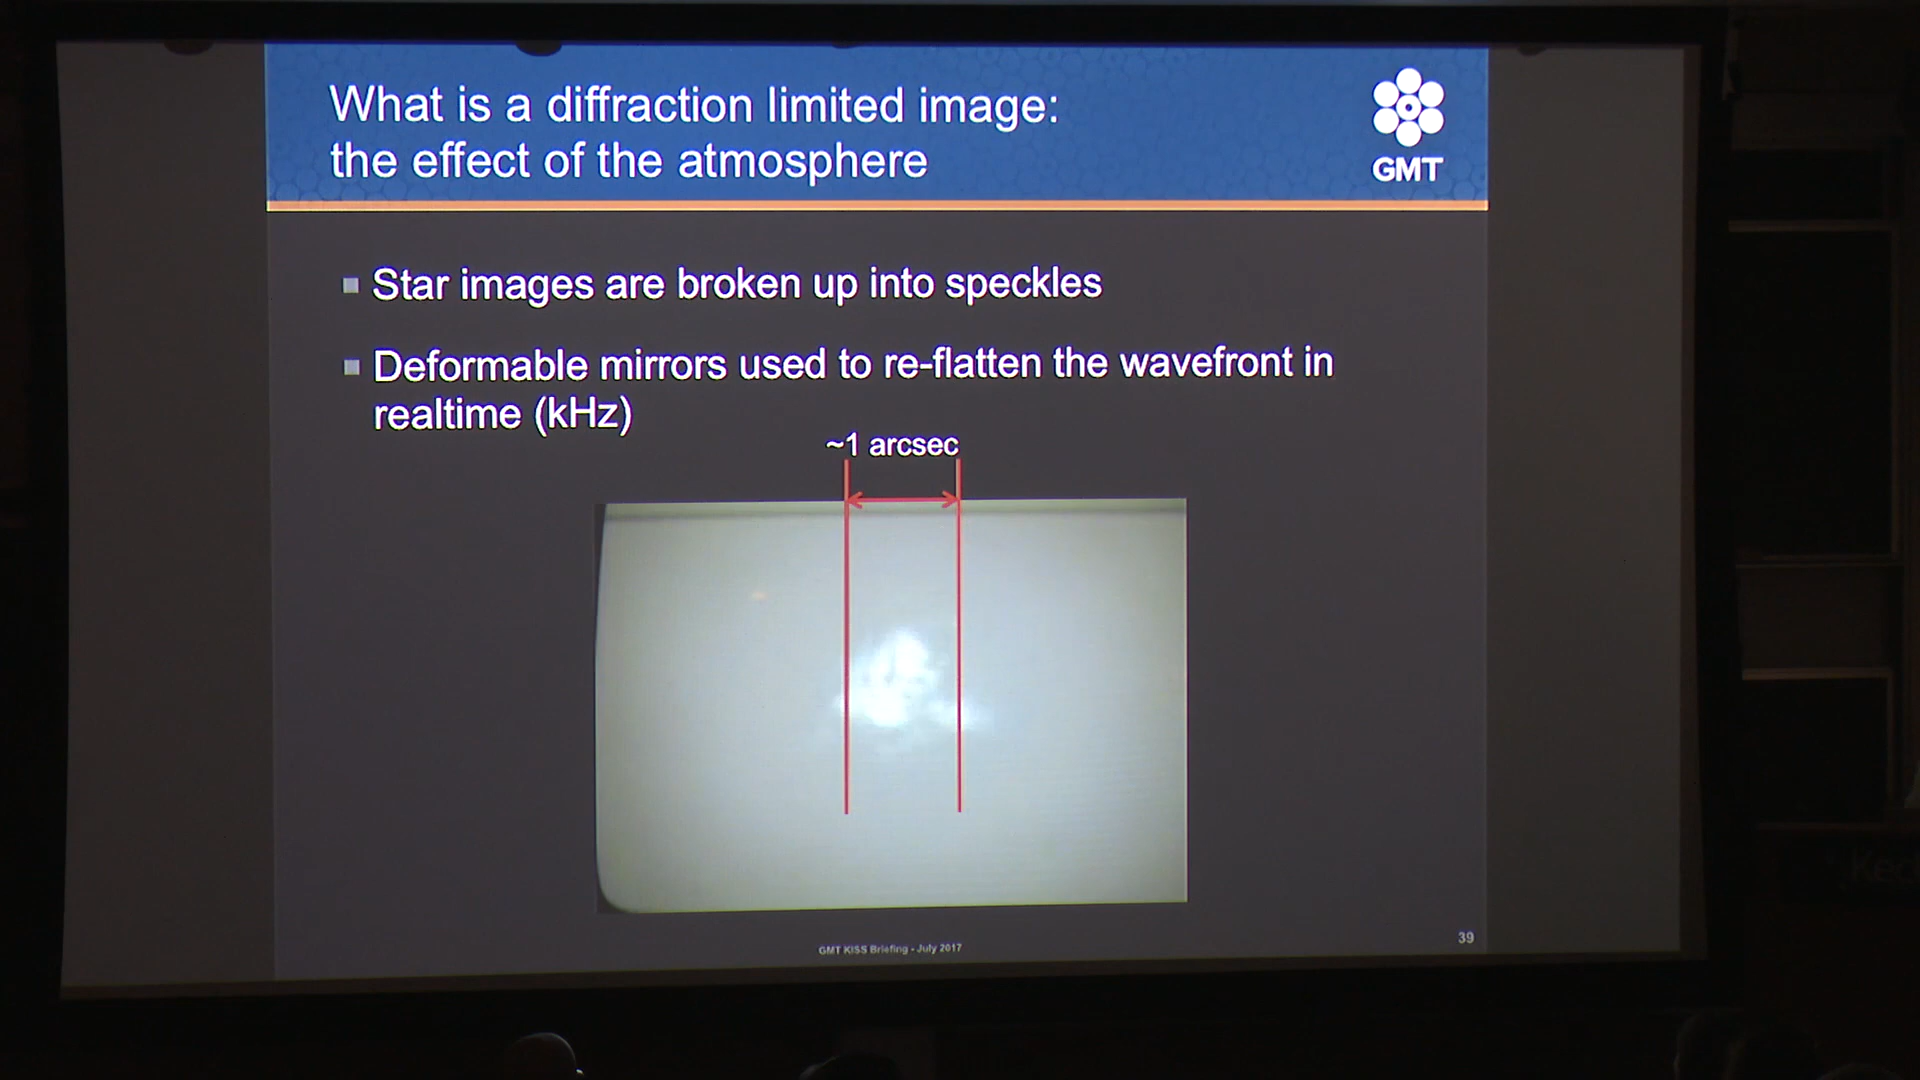 What is a diffraction limited image:
the effect of the atmosphere
GMT
Star images are broken up into speckles
Deformable mirrors used to re-flatten the wavefront in
realtime (kHz)
~1 arcsec
GMT KISS Briefing - July 2017
39